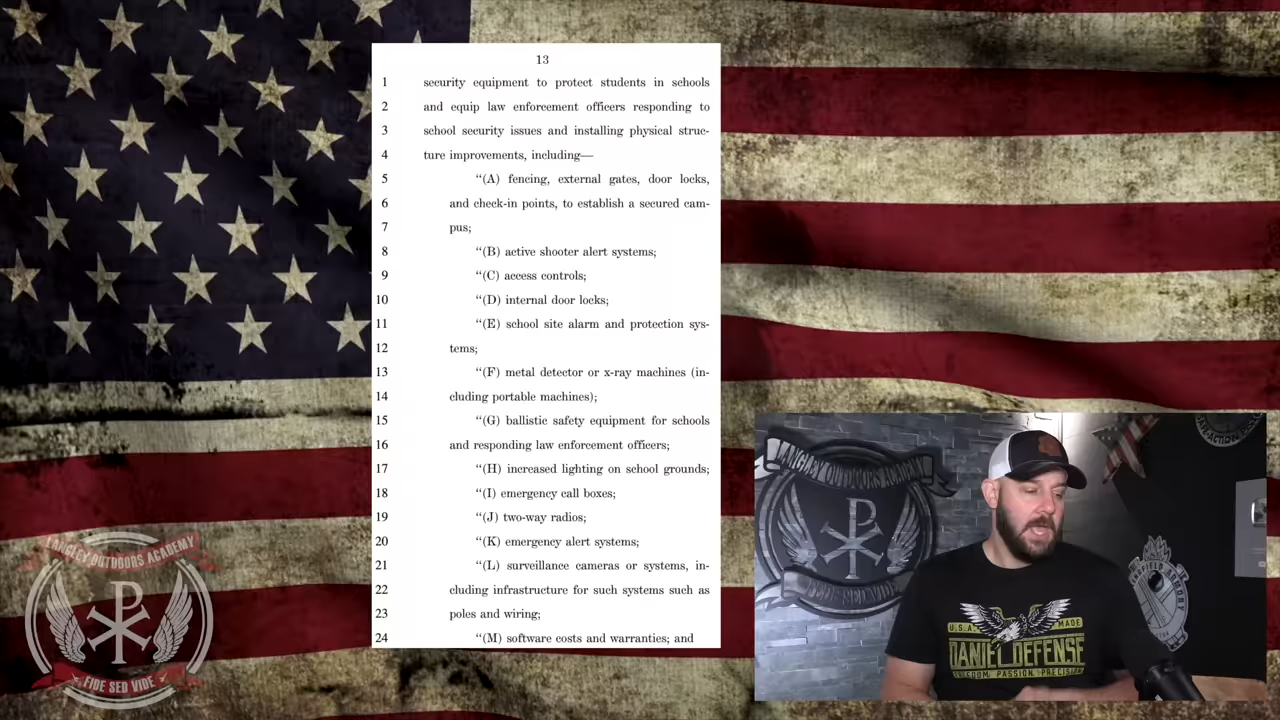 13
1 security equipment to protect students in schools
2 and equip law enforcement officers responding to
3 school security issues and installing physical struc-
4 ture improvements, including—
5 “(A) fencing, external gates, door locks,
6 and check-in points, to establish a secured cam-
7 pus;
8 “(B) active shooter alert systems;
9 “(C) access controls;
10 “(D) internal door locks;
11 “(E) school site alarm and protection sys-
12 tems;
13 “(F) metal detector or x-ray machines (in-
14 cluding portable machines);
15 “(G) ballistic safety equipment for schools
16 and responding law enforcement officers;
17 “(H) increased lighting on school grounds;
18 “(I) emergency call boxes;
19 “(J) two-way radios;
20 “(K) emergency alert systems;
21 “(L) surveillance cameras or systems, in-
22 cluding infrastructure for such systems such as
23 poles and wiring;
24 “(M) software costs and warranties; and
LANGLEY OUTDOORS ACADEMY
FIDE SED VIDE
LANGLEY OUTDOORS ACADEMY
U.S.A. MADE
DANIEL DEFENSE
FREEDOM. PASSION. PRECISION